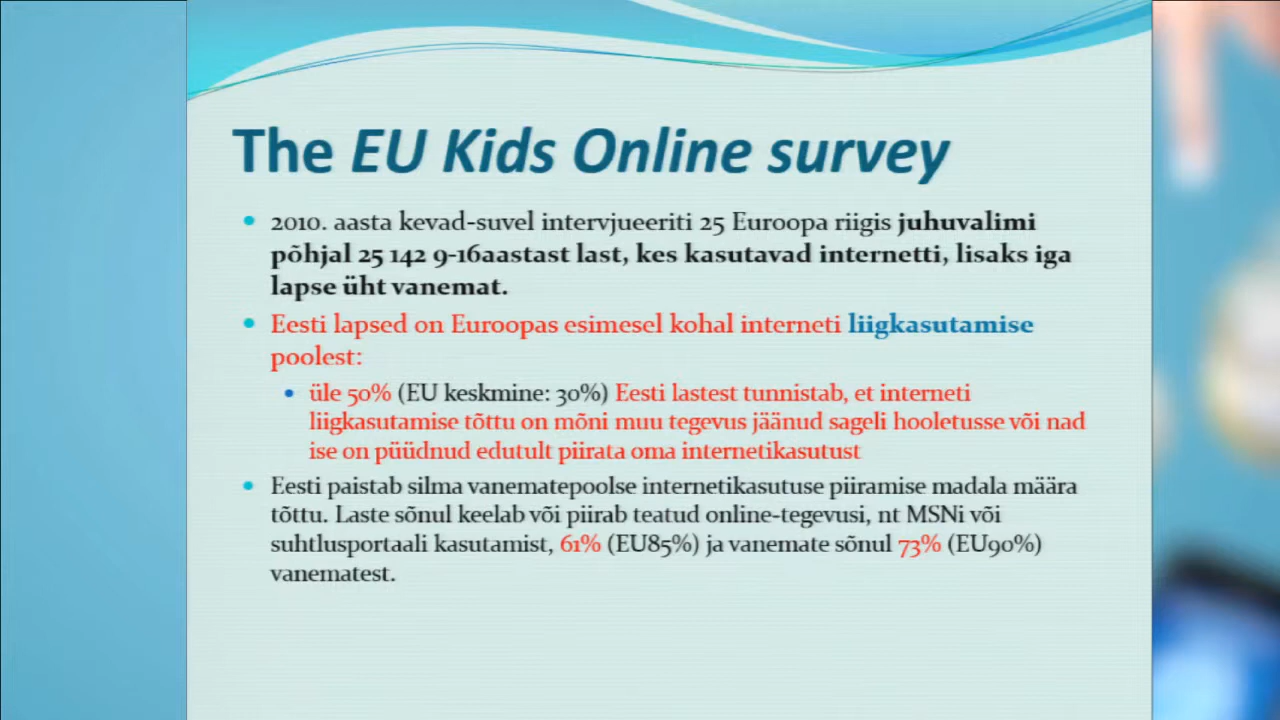 The EU Kids Online survey
2010. aasta kevad-suvel intervjueeriti 25 Euroopa riigis juhuvalimi
põhjal 25 142 9-16aastast last, kes kasutavad internetti, lisaks iga
lapse üht vanemat.
Eesti lapsed on Euroopas esimesel kohal interneti liigkasutamise
poolest:
üle 50% (EU keskmine: 30%) Eesti lastest tunnistab, et interneti
liigkasutamise tõttu on mõni muu tegevus jäänud sageli hooletusse või nad
ise on püüdnud edutult piirata oma internetikasutust
Eesti paistab silma vanematepoolse internetikasutuse piiramise madala määra
tõttu. Laste sõnul keelab või piirab teatud online-tegevusi, nt MSNi või
suhtlusportaali kasutamist, 61% (EU85%) ja vanemate sõnul 73% (EU90%)
vanematest.